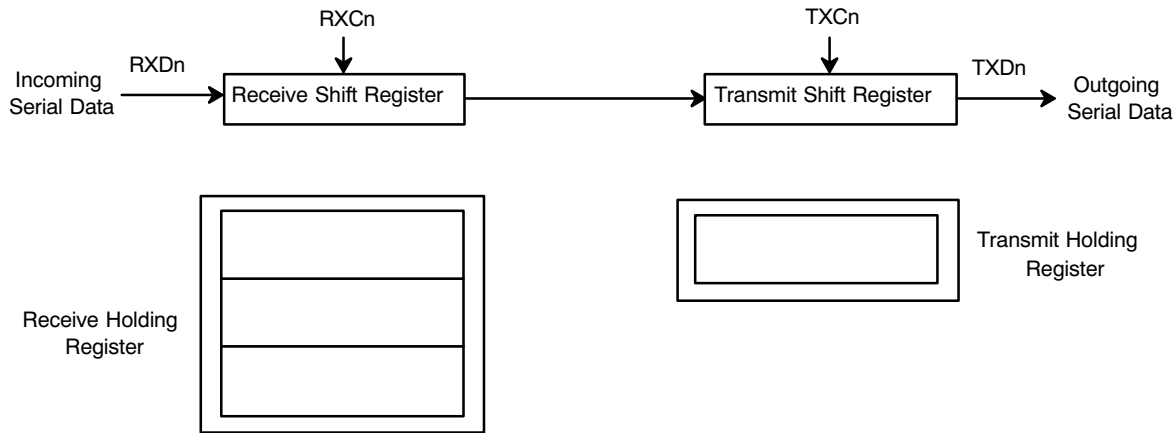 RXCn
TXCn
Incoming
Serial Data
RXDn
Receive Shift Register
Transmit Shift Register
TXDn
Outgoing
Serial Data
Receive Holding
Register
Transmit Holding
Register